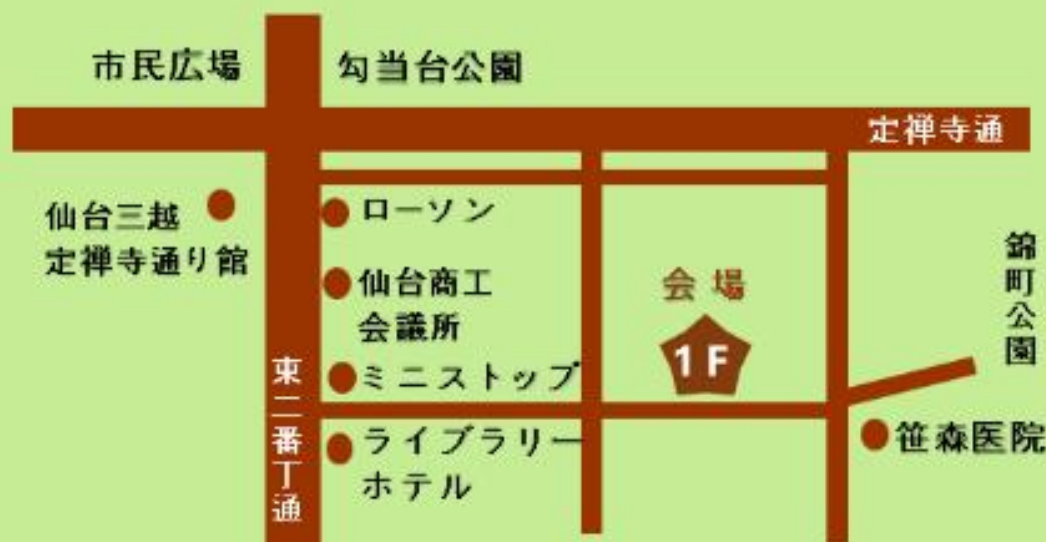 市民広場
勾当台公園
定禅寺通
仙台三越
定禅寺通り館
ローソン
仙台商工
会議所
会場
1F
錦町公園
ミニストップ
東二番丁通
ライブラリー
ホテル
笹森医院